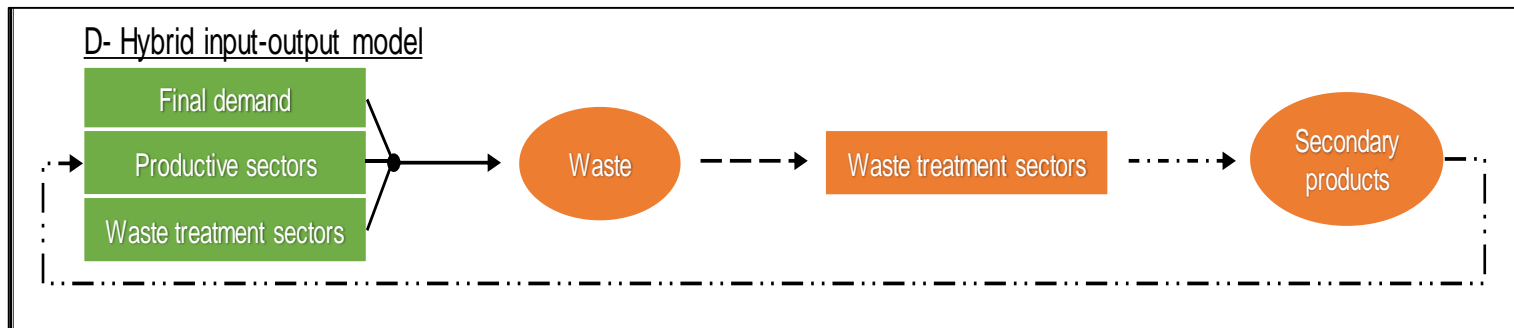 D- Hybrid input-output model
Final demand
Productive sectors
Waste treatment sectors
Waste
Waste treatment sectors
Secondary
products